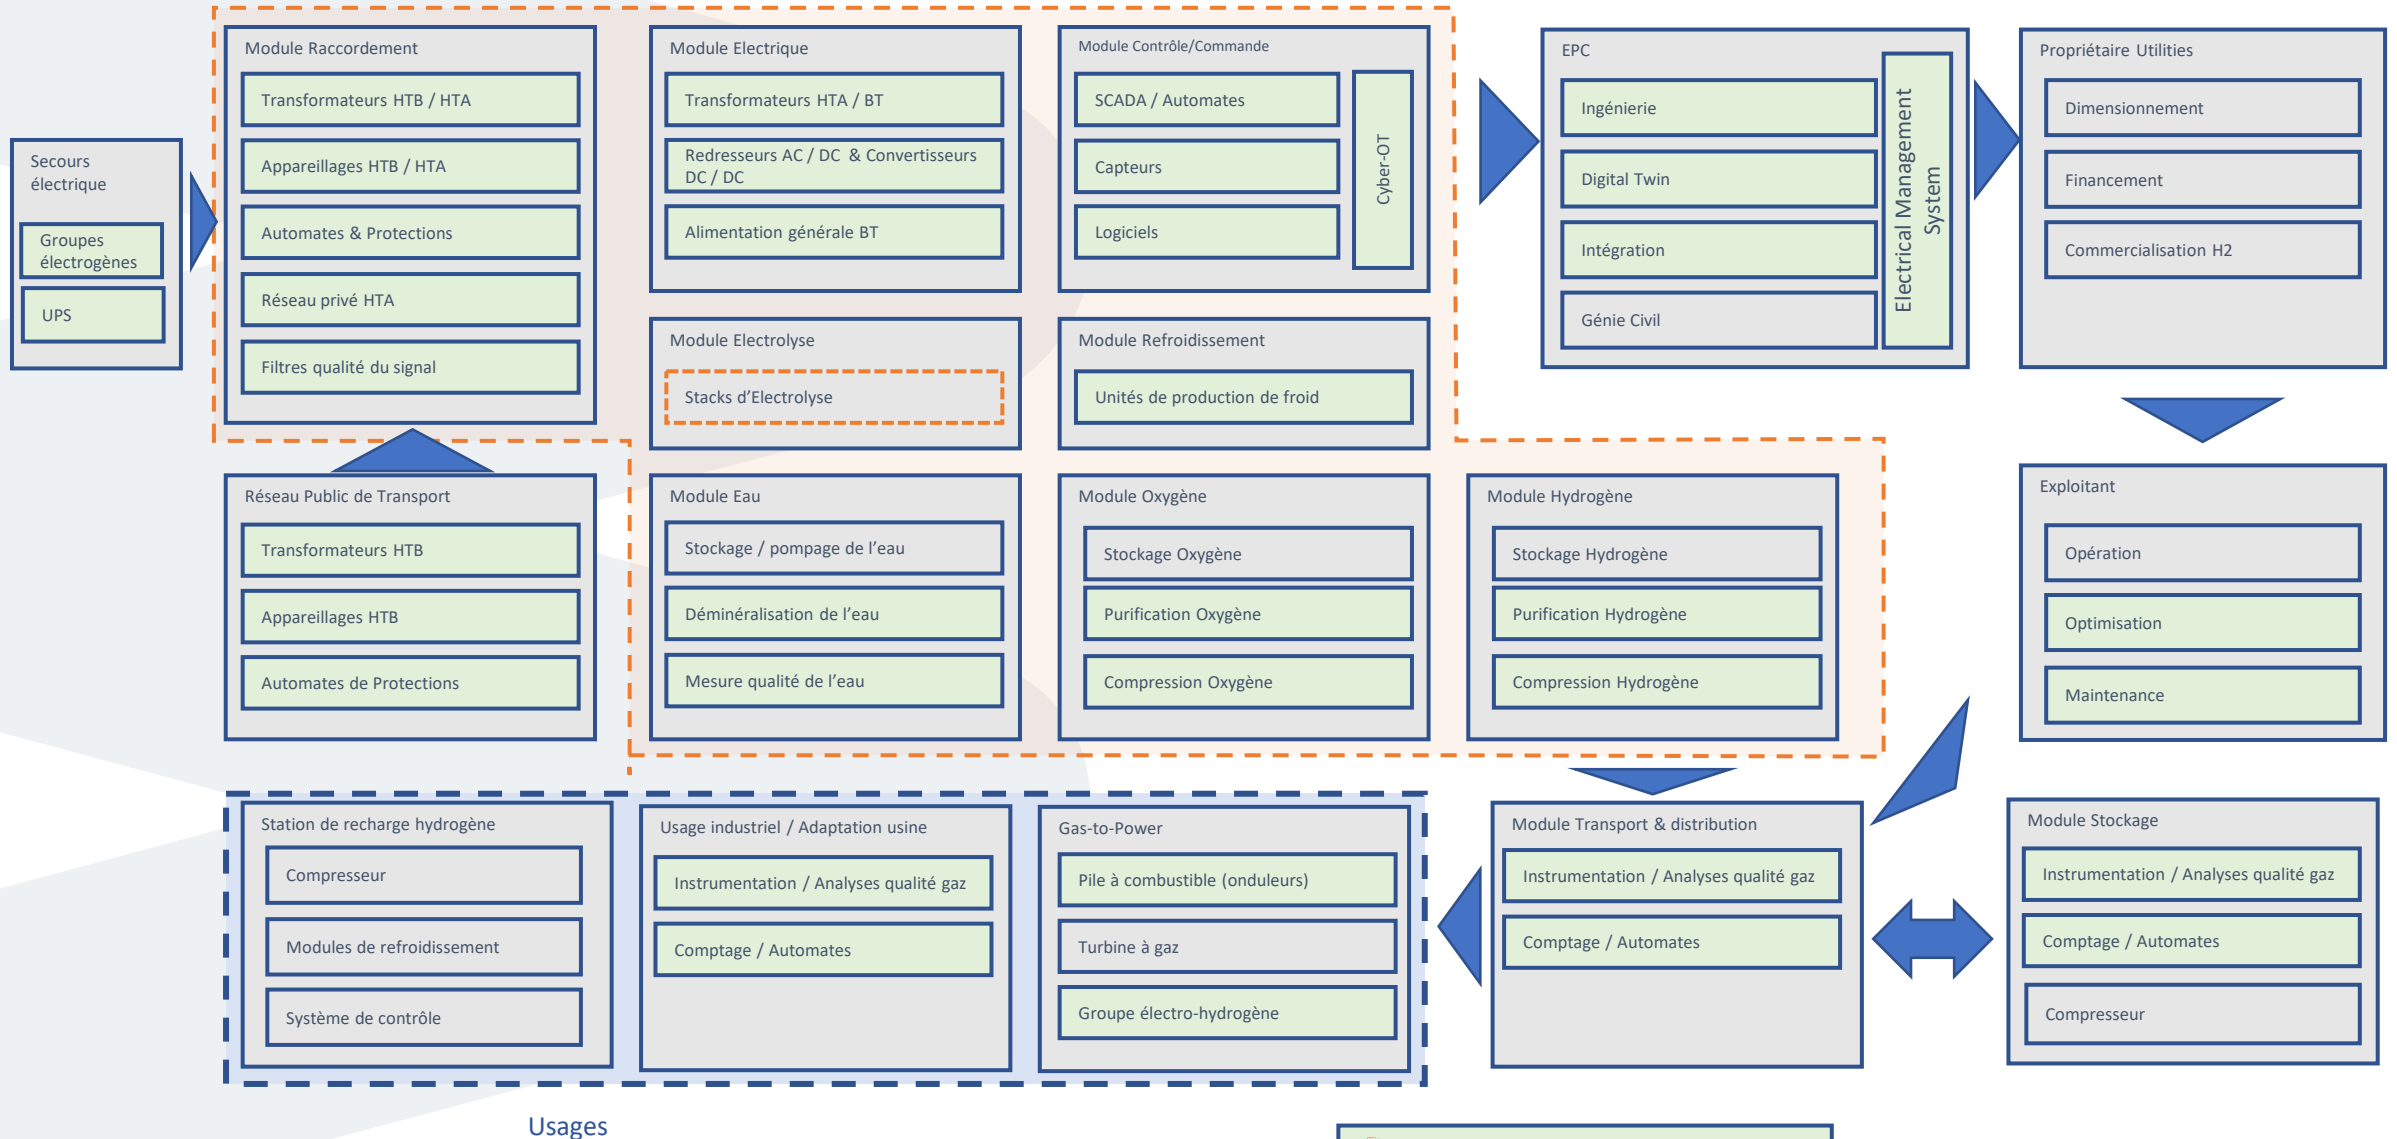 Secours
électrique
Groupes
électrogènes
UPS
Module Raccordement
Transformateurs HTB / HTA
Appareillages HTB / HTA
Automates & Protections
Réseau privé HTA
Filtres qualité du signal
Module Electrique
Transformateurs HTA / BT
Redresseurs AC / DC & Convertisseurs
DC / DC
Alimentation générale BT
Module Contrôle/Commande
SCADA / Automates
Capteurs
Logiciels
Cyber-OT
EPC
Ingénierie
Digital Twin
Intégration
Génie Civil
Electrical Management
System
Propriétaire Utilities
Dimensionnement
Financement
Commercialisation H2
Module Electrolyse
Stacks d’Electrolyse
Module Refroidissement
Unités de production de froid
Réseau Public de Transport
Transformateurs HTB
Appareillages HTB
Automates de Protections
Module Eau
Stockage / pompage de l’eau
Déminéralisation de l’eau
Mesure qualité de l’eau
Module Oxygène
Stockage Oxygène
Purification Oxygène
Compression Oxygène
Module Hydrogène
Stockage Hydrogène
Purification Hydrogène
Compression Hydrogène
Exploitant
Opération
Optimisation
Maintenance
Station de recharge hydrogène
Compresseur
Modules de refroidissement
Système de contrôle
Usage industriel / Adaptation usine
Instrumentation / Analyses qualité gaz
Comptage / Automates
Gas-to-Power
Pile à combustible (onduleurs)
Turbine à gaz
Groupe électro-hydrogène
Module Transport & distribution
Instrumentation / Analyses qualité gaz
Comptage / Automates
Module Stockage
Instrumentation / Analyses qualité gaz
Comptage / Automates
Compresseur
Usages